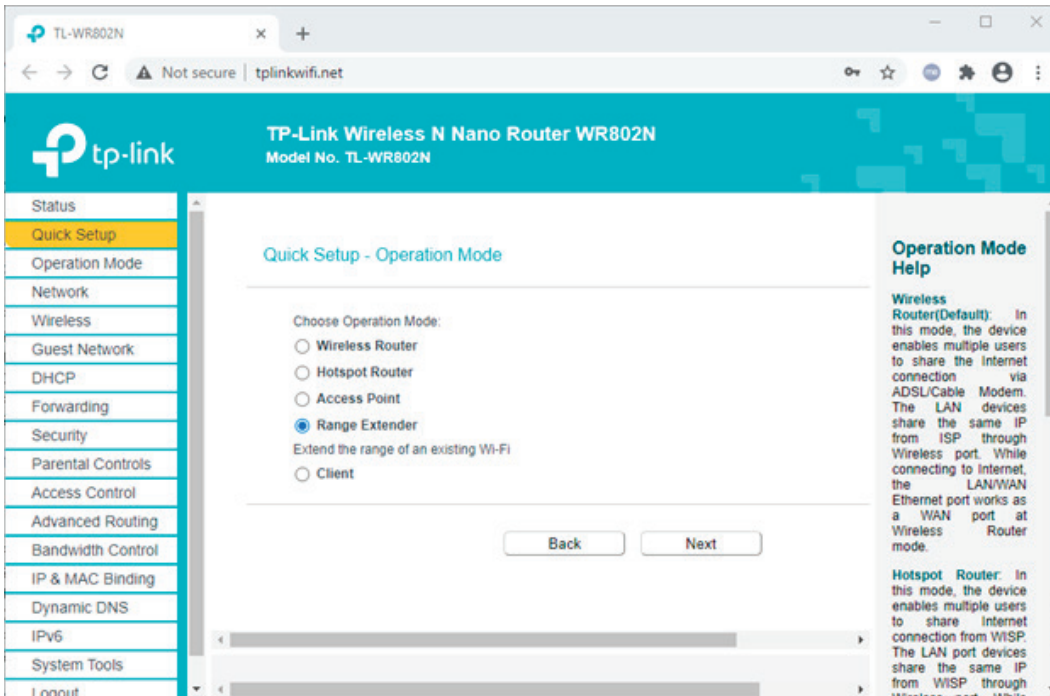 TL-WR802N
Not secure | tplinkwifi.net
tp-link
TP-Link Wireless N Nano Router WR802N
Model No. TL-WR802N
Status
Quick Setup
Operation Mode
Network
Wireless
Guest Network
DHCP
Forwarding
Security
Parental Controls
Access Control
Advanced Routing
Bandwidth Control
IP & MAC Binding
Dynamic DNS
IPv6
System Tools
Logout
Quick Setup - Operation Mode
Choose Operation Mode:
Wireless Router
Hotspot Router
Access Point
Range Extender
Extend the range of an existing Wi-Fi
Client
Back
Next
Operation Mode
Help
Wireless
Router(Default): In
this mode, the device
enables multiple users
to share the Internet
connection via
ADSL/Cable Modem.
The LAN devices
share the same IP
from ISP through
Wireless port. While
connecting to Internet,
the LAN/WAN
Ethernet port works as
a WAN port at
Wireless Router
mode.
Hotspot Router: In
this mode, the device
enables multiple users
to share Internet
connection from WISP.
The LAN port devices
share the same IP
from WISP through
Wireless port. While